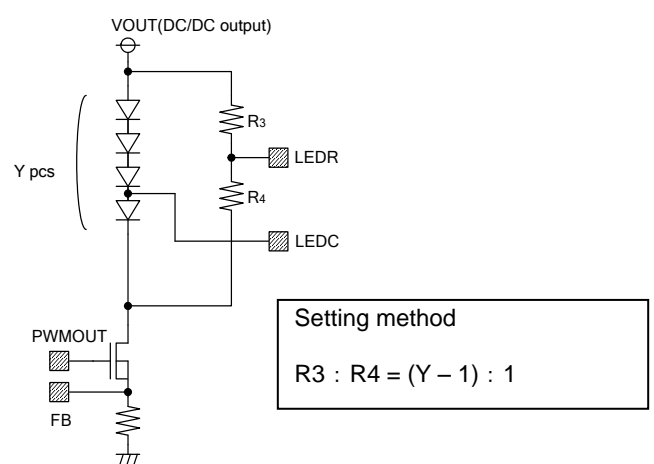 VOUT(DC/DC output)
R3
LEDR
Y pcs
R4
LEDC
PWMOUT
FB
Setting method
R3 : R4 = (Y – 1) : 1